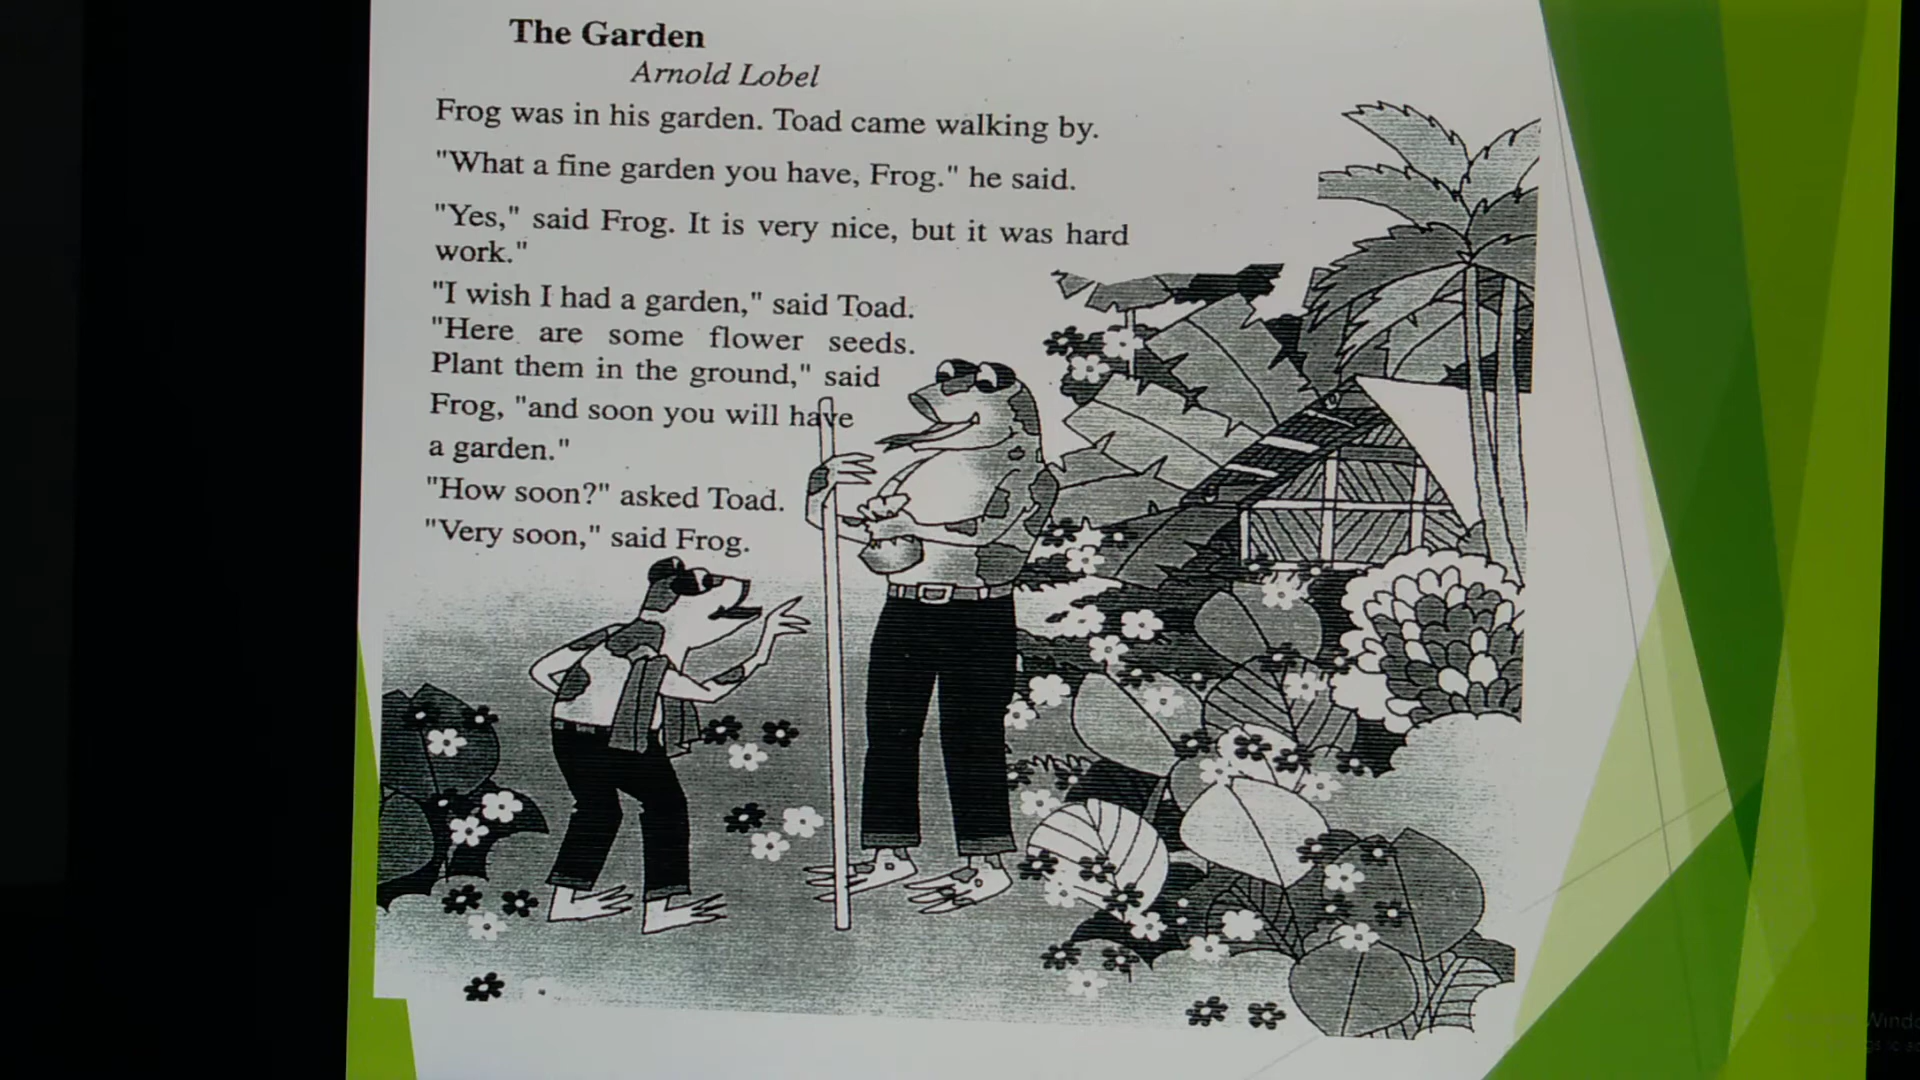 The Garden
Arnold Lobel
Frog was in his garden. Toad came walking by.
"What a fine garden you have, Frog." he said.
"Yes," said Frog. It is very nice, but it was hard
work."
"I wish I had a garden," said Toad.
"Here are some flower seeds.
Plant them in the ground," said
Frog, "and soon you will have
a garden."
"How soon?" asked Toad.
"Very soon," said Frog.